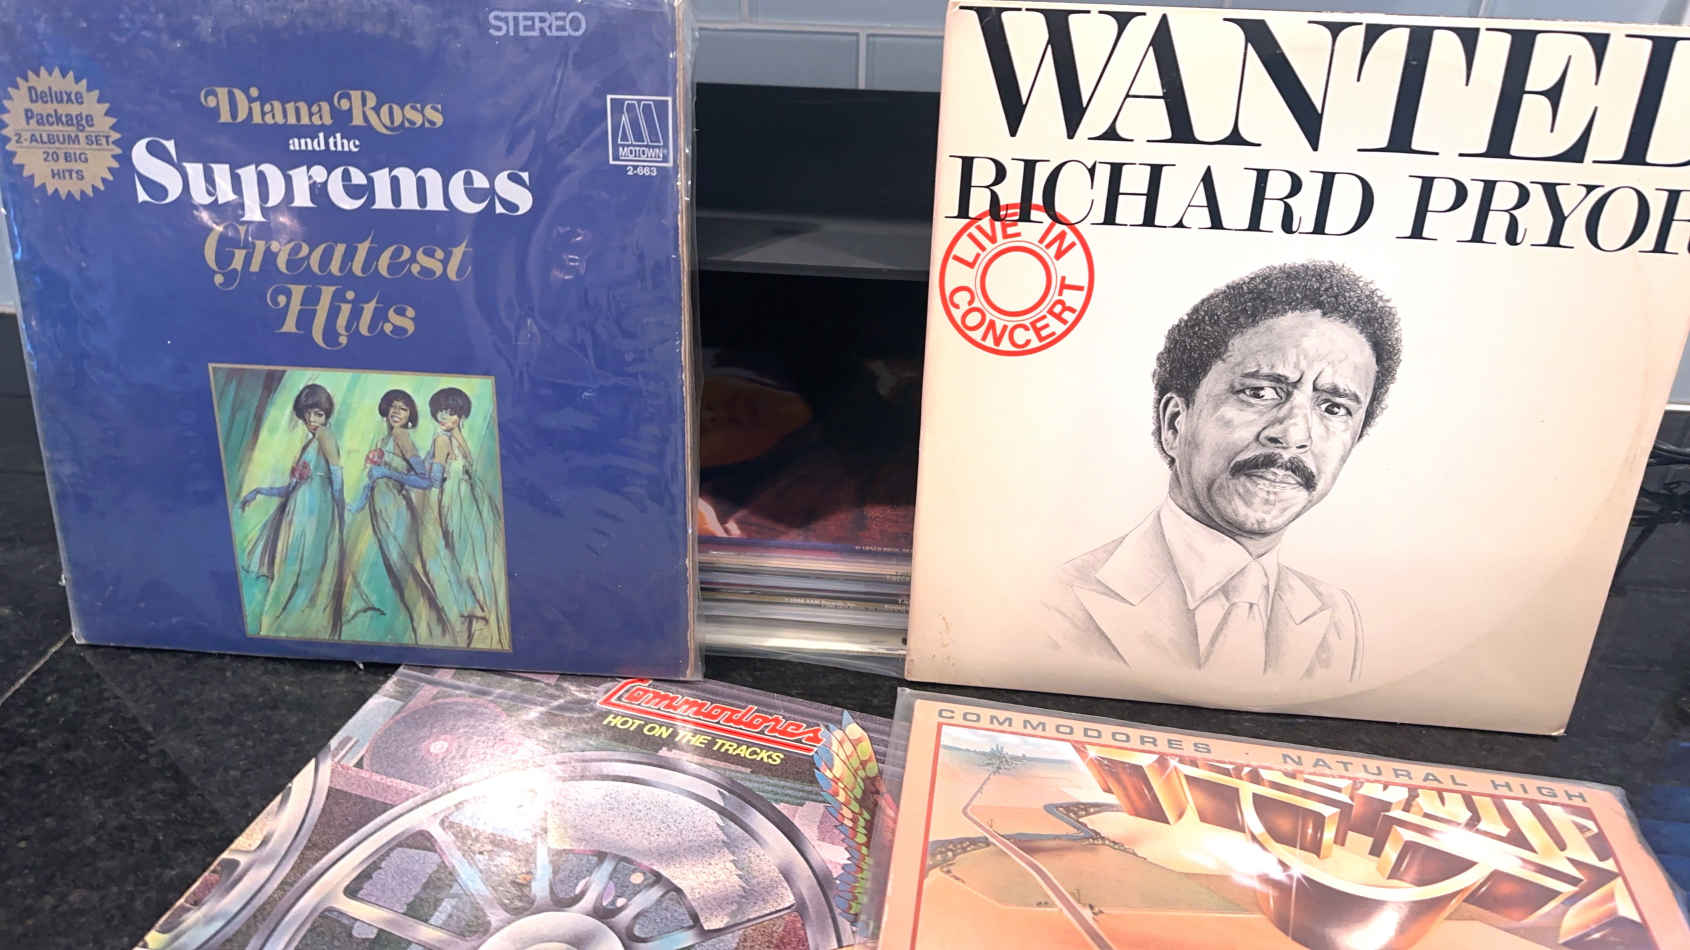 STEREO
Deluxe
Package
2-ALBUM SET
20 BIG
HITS
Diana Ross
and the
Supremes
Greatest
Hits
MOTOWN®
2-663
WANTED
RICHARD PRYOR
LIVE IN
CONCERT
Commodores
HOT ON THE TRACKS
COMMODORES · NATURAL HIGH